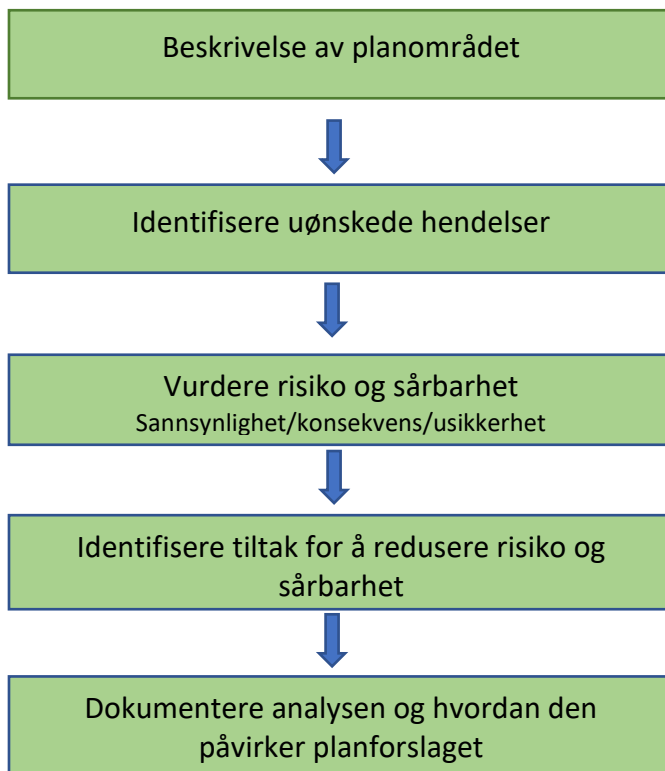 Beskrivelse av planområdet
Identifisere uønskede hendelser
Vurdere risiko og sårbarhet
Sannsynlighet/konsekvens/usikkerhet
Identifisere tiltak for å redusere risiko og
sårbarhet
Dokumentere analysen og hvordan den
påvirker planforslaget